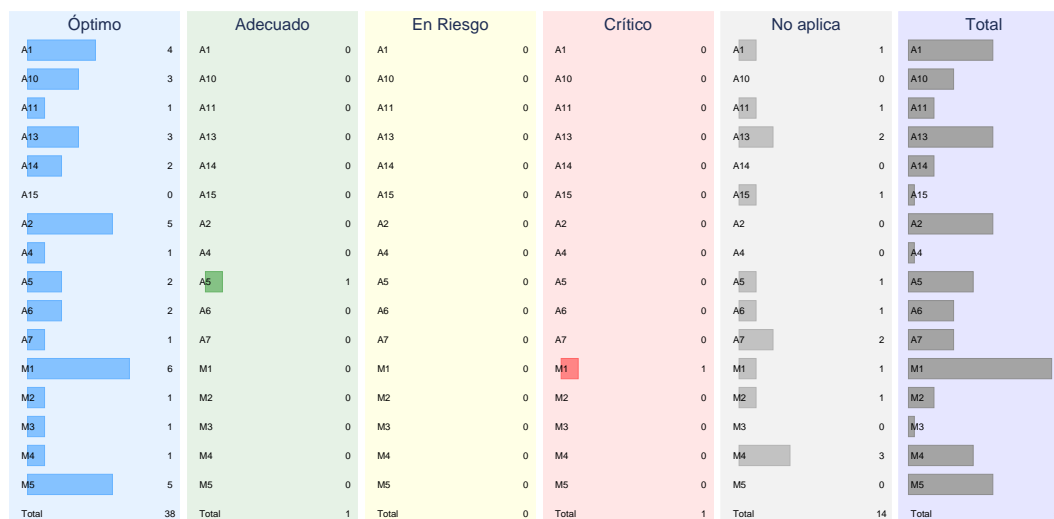 Óptimo Adecuado En Riesgo Crítico No aplica Total
A1 4 A1 0 A1 0 A1 0 A1 1 A1
A10 3 A10 0 A10 0 A10 0 A10 0 A10
A11 1 A11 0 A11 0 A11 0 A11 1 A11
A13 3 A13 0 A13 0 A13 0 A13 2 A13
A14 2 A14 0 A14 0 A14 0 A14 0 A14
A15 0 A15 0 A15 0 A15 0 A15 1 A15
A2 5 A2 0 A2 0 A2 0 A2 0 A2
A4 1 A4 0 A4 0 A4 0 A4 0 A4
A5 2 A5 1 A5 0 A5 0 A5 1 A5
A6 2 A6 0 A6 0 A6 0 A6 1 A6
A7 1 A7 0 A7 0 A7 0 A7 2 A7
M1 6 M1 0 M1 0 M1 1 M1 1 M1
M2 1 M2 0 M2 0 M2 0 M2 1 M2
M3 1 M3 0 M3 0 M3 0 M3 0 M3
M4 1 M4 0 M4 0 M4 0 M4 3 M4
M5 5 M5 0 M5 0 M5 0 M5 0 M5
Total 38 Total 1 Total 0 Total 1 Total 14 Total